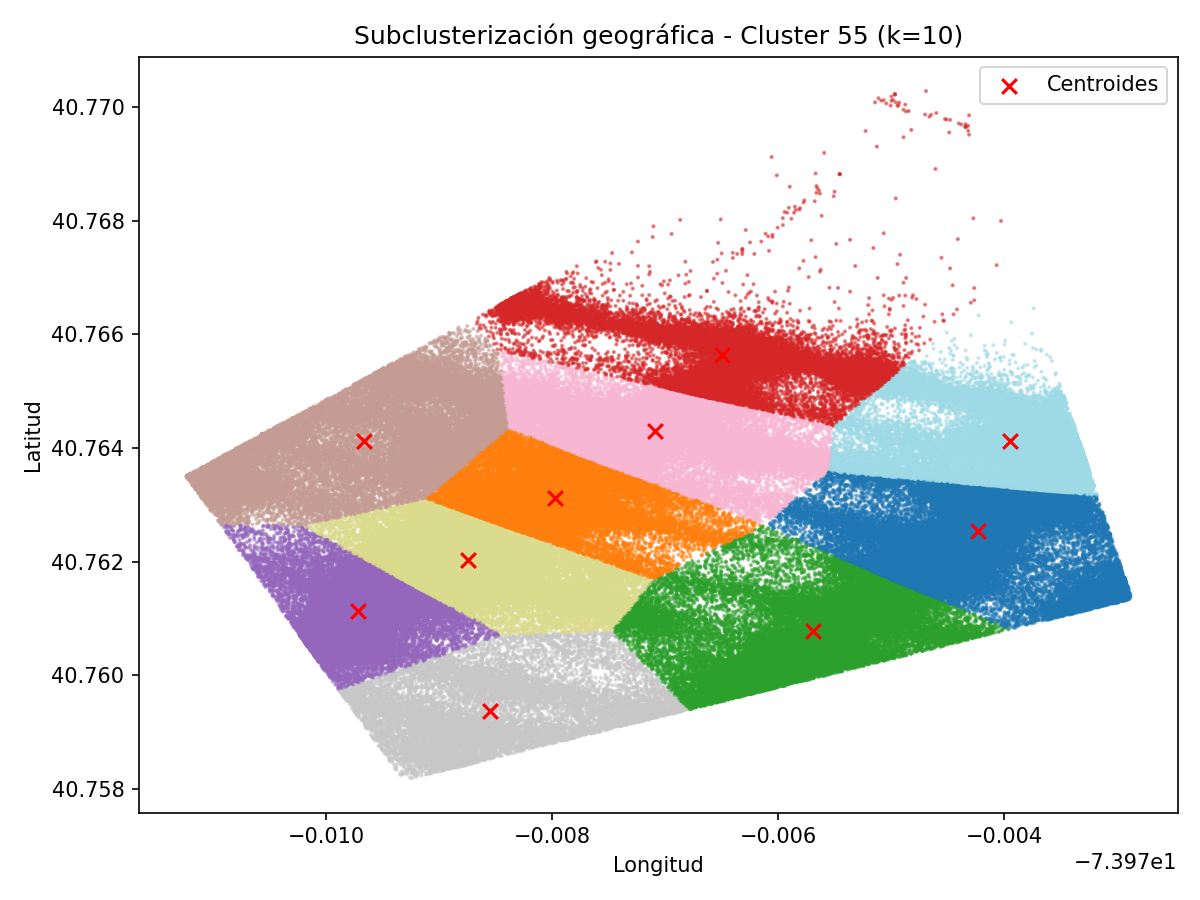 Subclusterización geográfica - Cluster 55 (k=10)
Centroides
40.770
40.768
40.766
40.764
40.762
40.760
40.758
Latitud
−0.010
−0.008
−0.006
−0.004
Longitud
−7.397e1